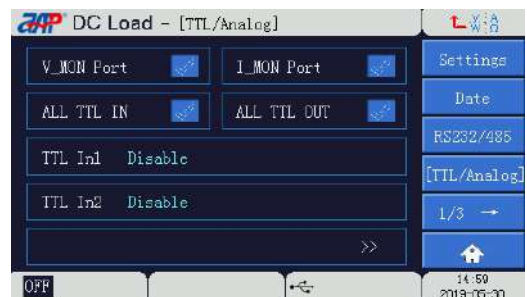 DC Load - [TTL/Analog]
V A
W Ω
V_MON Port
I_MON Port
Settings
ALL TTL IN
ALL TTL OUT
Date
RS232/485
TTL In1 Disable
[TTL/Analog]
TTL In2 Disable
1/3 →
>>
OFF
14:59
2019-05-30